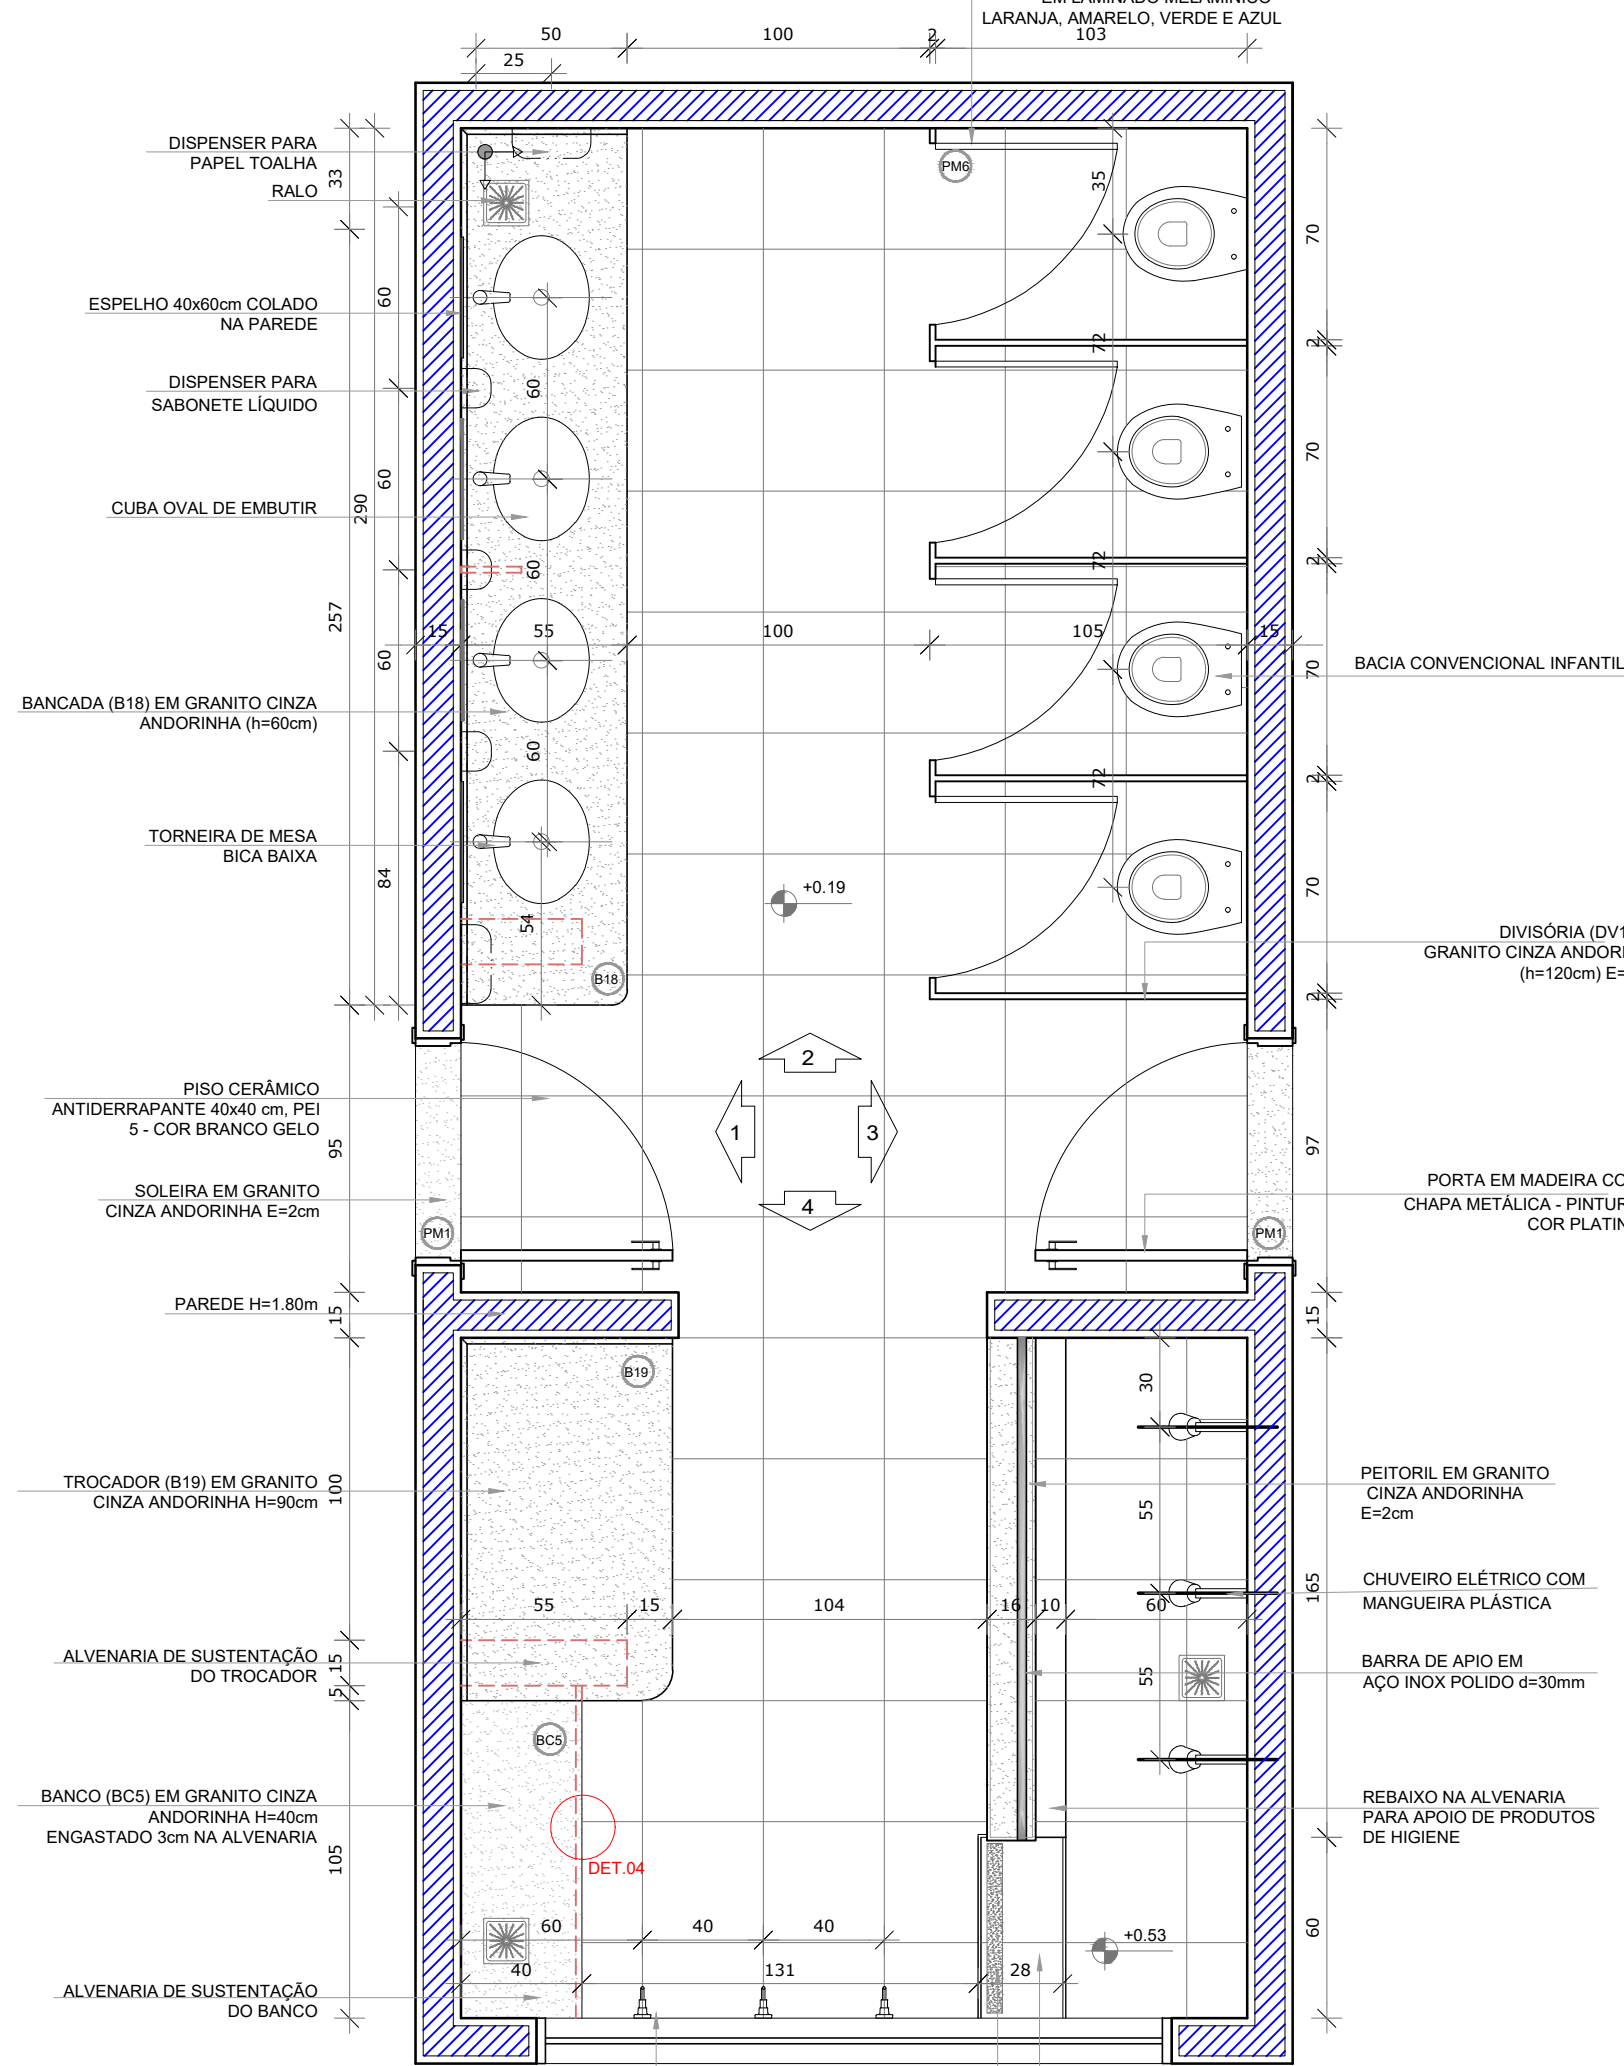 LARANJA, AMARELO, VERDE E AZUL
50
100
2
103
25
DISPENSER PARA
PAPEL TOALHA
RALO
33
PM6
35
70
ESPELHO 40x60cm COLADO
NA PAREDE
60
72
2
DISPENSER PARA
SABONETE LÍQUIDO
60
CUBA OVAL DE EMBUTIR
60
290
70
60
72
2
257
15
55
100
105
15
60
70
BACIA CONVENCIONAL INFANTIL
BANCADA (B18) EM GRANITO CINZA
ANDORINHA (h=60cm)
60
72
2
TORNEIRA DE MESA
BICA BAIXA
84
+0.19
70
54
B18
DIVISÓRIA (DV1
GRANITO CINZA ANDORI
(h=120cm) E=
2
2
1
3
4
PISO CERÂMICO
ANTIDERRAPANTE 40x40 cm, PEI
5 - COR BRANCO GELO
95
97
SOLEIRA EM GRANITO
CINZA ANDORINHA E=2cm
PM1
PM1
PORTA EM MADEIRA CO
CHAPA METÁLICA - PINTUR
COR PLATIN
PAREDE H=1.80m
15
15
B19
30
TROCADOR (B19) EM GRANITO
CINZA ANDORINHA H=90cm
100
55
PEITORIL EM GRANITO
CINZA ANDORINHA
E=2cm
165
CHUVEIRO ELÉTRICO COM
MANGUEIRA PLÁSTICA
55
15
104
16
10
60
ALVENARIA DE SUSTENTAÇÃO
DO TROCADOR
15
5
55
BARRA DE APIO EM
AÇO INOX POLIDO d=30mm
BC5
BANCO (BC5) EM GRANITO CINZA
ANDORINHA H=40cm
ENGASTADO 3cm NA ALVENARIA
105
DET.04
REBAIXO NA ALVENARIA
PARA APOIO DE PRODUTOS
DE HIGIENE
60
60
40
40
+0.53
40
131
28
ALVENARIA DE SUSTENTAÇÃO
DO BANCO